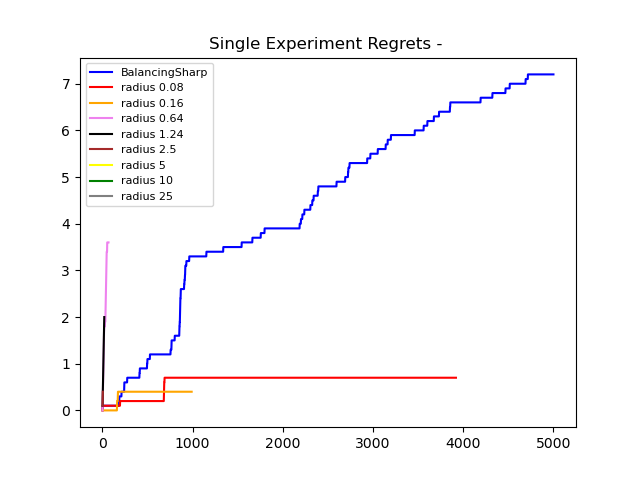 Single Experiment Regrets -
BalancingSharp
radius 0.08
radius 0.16
radius 0.64
radius 1.24
radius 2.5
radius 5
radius 10
radius 25
7
6
5
4
3
2
1
0
0 1000 2000 3000 4000 5000